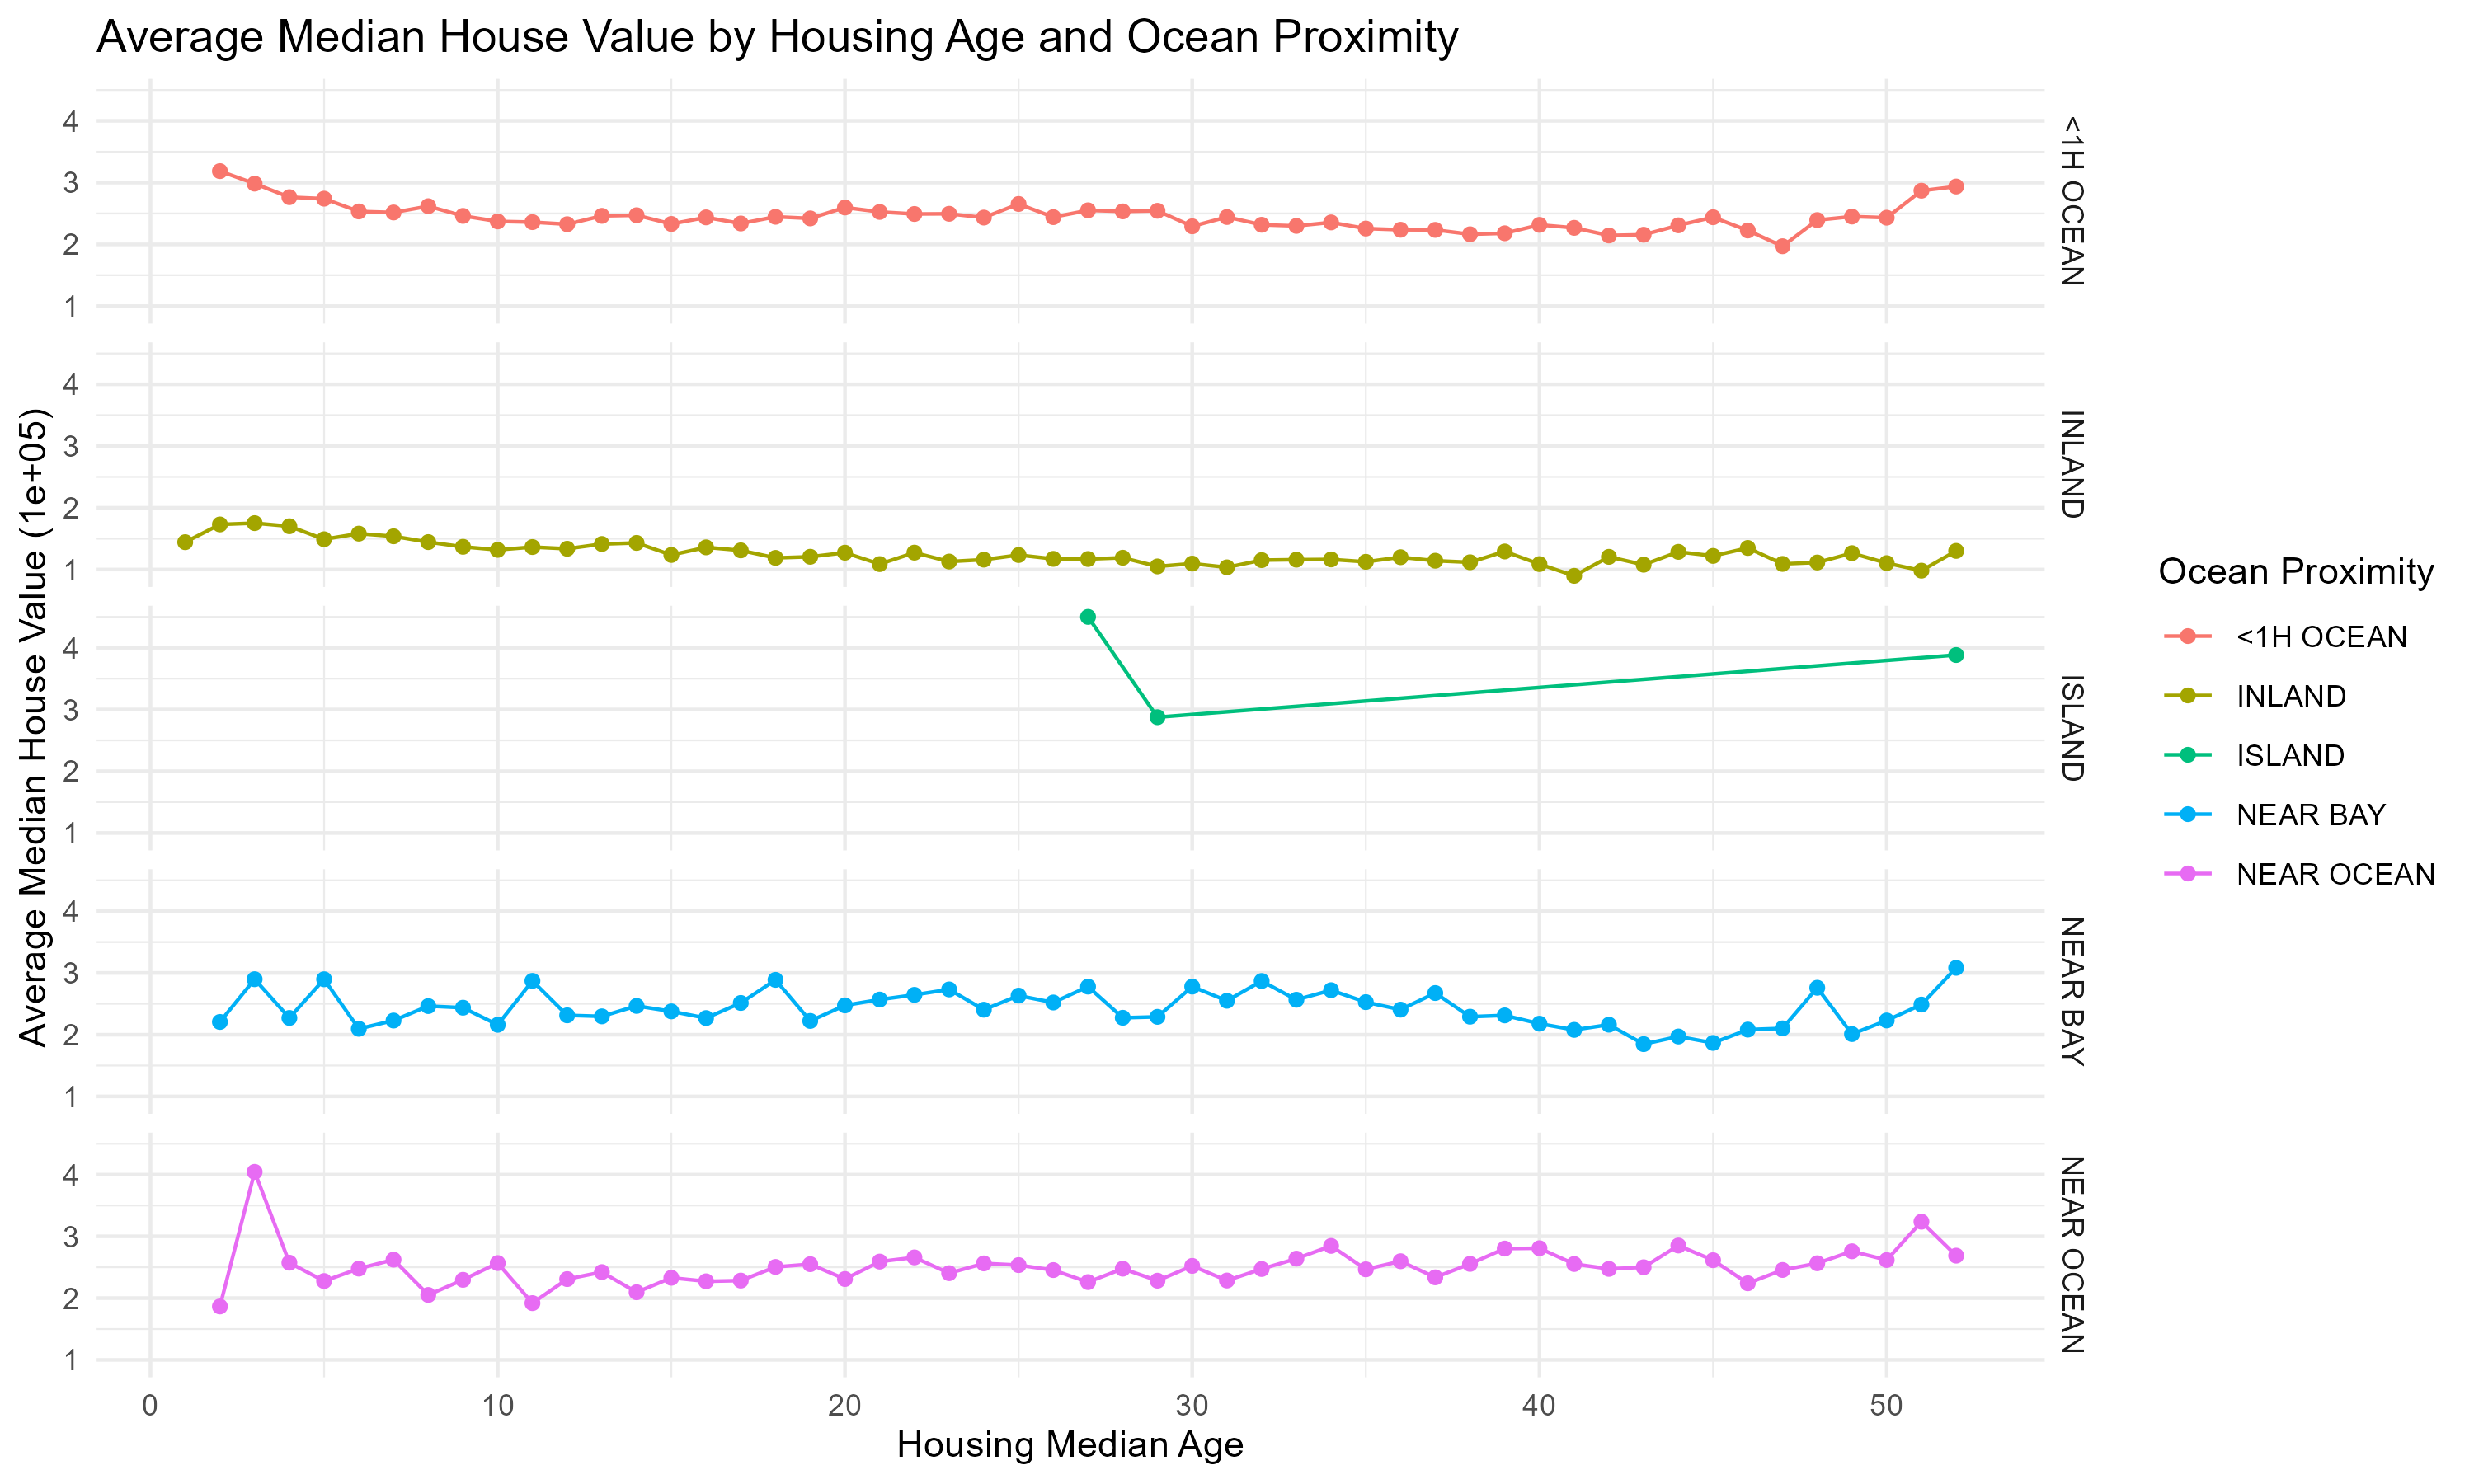 Average Median House Value by Housing Age and Ocean Proximity
Average Median House Value (1e+05)
4
3
2
1
<1H OCEAN
4
3
2
1
INLAND
4
3
2
1
ISLAND
4
3
2
1
NEAR BAY
4
3
2
1
NEAR OCEAN
0 10 20 30 40 50
Housing Median Age
Ocean Proximity
<1H OCEAN
INLAND
ISLAND
NEAR BAY
NEAR OCEAN